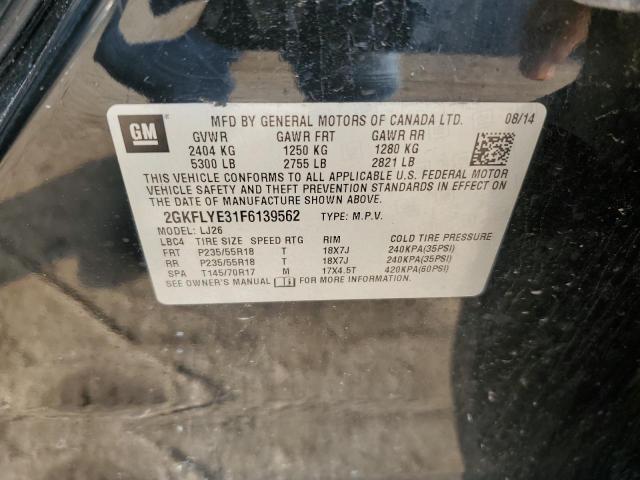 MFD BY GENERAL MOTORS OF CANADA LTD. 08/14
GM
GVWR GAWR FRT GAWR RR
2404 KG 1250 KG 1280 KG
5300 LB 2755 LB 2821 LB
THIS VEHICLE CONFORMS TO ALL APPLICABLE U.S. FEDERAL MOTOR
VEHICLE SAFETY AND THEFT PREVENTION STANDARDS IN EFFECT ON
THE DATE OF MANUFACTURE SHOWN ABOVE.
2GKFLYE31F6139562 TYPE: M.P.V.
MODEL: LJ26
LBC4 TIRE SIZE SPEED RTG RIM COLD TIRE PRESSURE
FRT P235/55R18 T 18X7J 240KPA(35PSI)
RR P235/55R18 T 18X7J 240KPA(35PSI)
SPA T145/70R17 M 17X4.5T 420KPA(60PSI)
SEE OWNER'S MANUAL FOR MORE INFORMATION.